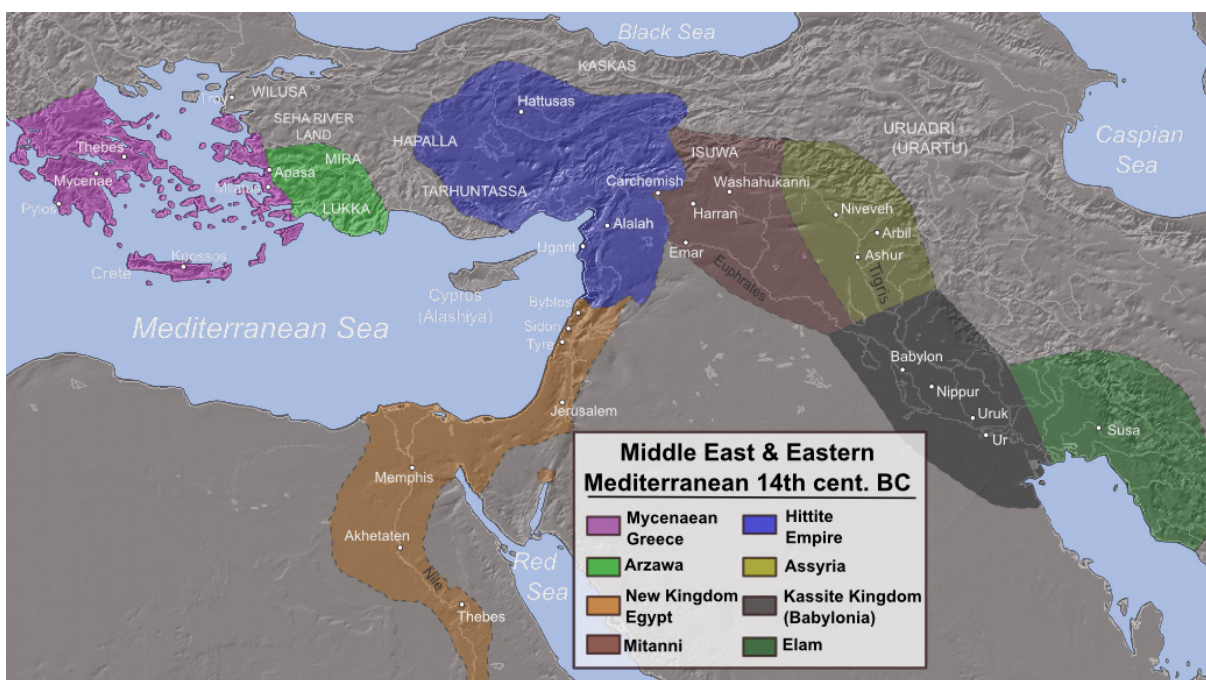 Black Sea
KASKAS
Troy
WILUSA
Hattusas
SEHA RIVER
LAND
HAPALLA
URUADRI
(URARTU)
Caspian
Sea
Thebes
MIRA
ISUWA
Mycenae
Apasa
Miletus
Carchemish
Washahukanni
TARHUNTASSA
Pylos
LUKKA
Harran
Niveveh
Alalah
Arbil
Ugarit
Emar
Ashur
Knossos
Crete
Euphrates
Tigris
Cyprus
(Alashiya)
Byblos
Mediterranean Sea
Sidon
Tyre
Babylon
Nippur
Jerusalem
Uruk
Ur
Susa
Memphis
Akhetaten
Nile
Red
Sea
Thebes
Middle East & Eastern
Mediterranean 14th cent. BC
Mycenaean
Greece
Hittite
Empire
Arzawa
Assyria
New Kingdom
Egypt
Kassite Kingdom
(Babylonia)
Mitanni
Elam